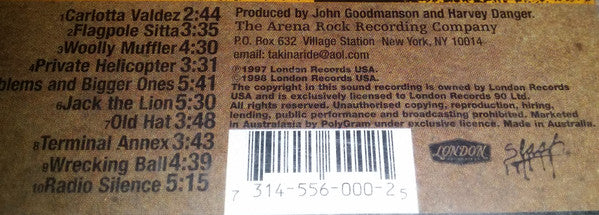 1Carlotta Valdez 2:44
2Flagpole Sitta 3:35
3Woolly Muffler 4:30
4Private Helicopter 3:31
blems and Bigger Ones 5:41
6Jack the Lion 5:30
7Old Hat 3:48
8Terminal Annex 3:43
9Wrecking Ball 4:39
10Radio Silence 5:15
Produced by John Goodmanson and Harvey Danger.
The Arena Rock Recording Company
P.O. Box 632 Village Station New York, NY 10014
email: takinaride@aol.com
℗1997 London Records USA.
©1998 London Records USA.
The copyright in this sound recording is owned by London Records
USA and is exclusively licensed to London Records 90 Ltd.
All rights reserved. Unauthorised copying, reproduction, hiring,
lending, public performance and broadcasting prohibited. Marketed
in Australasia by PolyGram under exclusive licence. Made in Australia.
LONDON
7 314-556-000-2 5